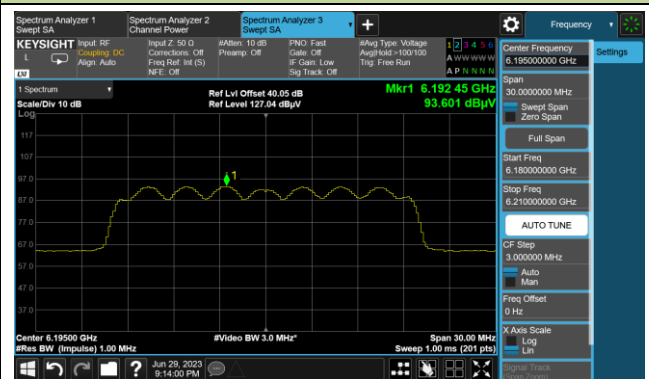 Spectrum Analyzer 1
Swept SA
Spectrum Analyzer 2
Channel Power
Spectrum Analyzer 3
Swept SA
Frequency
KEYSIGHT
L
LXI
Input: RF
Coupling: DC
Align: Auto
Input Z: 50 Ω
Corrections: Off
Freq Ref: Int (S)
NFE: Off
#Atten: 10 dB
Preamp: Off
PNO: Fast
Gate: Off
IF Gain: Low
Sig Track: Off
#Avg Type: Voltage
Avg|Hold:>100/100
Trig: Free Run
1 2 3 4 5 6
A W W W W W
A P N N N N
Center Frequency
6.195000000 GHz
Settings
Span
30.0000000 MHz
Swept Span
Zero Span
Full Span
Start Freq
6.180000000 GHz
Stop Freq
6.210000000 GHz
AUTO TUNE
CF Step
3.000000 MHz
Auto
Man
Freq Offset
0 Hz
X Axis Scale
Log
Lin
Signal Track
(Span Zoom)
1 Spectrum
Scale/Div 10 dB
Log
Ref Lvl Offset 40.05 dB
Ref Level 127.04 dBµV
Mkr1 6.192 45 GHz
93.601 dBµV
117
107
97.0
87.0
77.0
67.0
57.0
47.0
37.0
1
Center 6.19500 GHz
#Res BW (Impulse) 1.00 MHz
#Video BW 3.0 MHz*
Span 30.00 MHz
Sweep 1.00 ms (201 pts)
?
Jun 29, 2023
9:14:00 PM